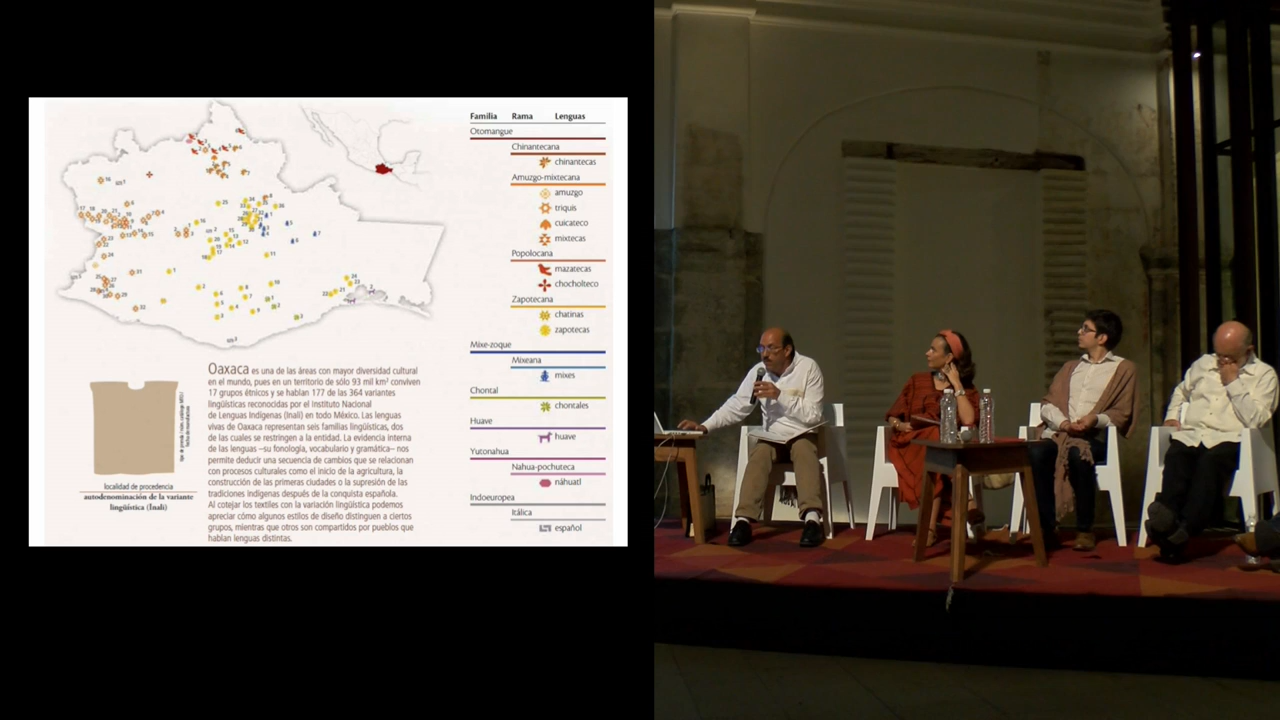 Familia Rama Lenguas
Otomangue
Chinantecana
chinantecas
Amuzgo-mixtecana
amuzgo
triquis
cuicateco
mixtecas
Popolocana
mazatecas
chocholteco
Zapotecana
chatinas
zapotecas
Mixe-zoque
Mixeana
mixes
Chontal
chontales
Huave
huave
Yutonahua
Nahua-pochuteca
náhuatl
Indoeuropea
Itálica
español
Oaxaca es una de las áreas con mayor diversidad cultural
en el mundo, pues en un territorio de sólo 93 mil km² conviven
17 grupos étnicos y se hablan 177 de las 364 variantes
lingüísticas reconocidas por el Instituto Nacional
de Lenguas Indígenas (Inali) en todo México. Las lenguas
vivas de Oaxaca representan seis familias lingüísticas, dos
de las cuales se restringen a la entidad. La evidencia interna
de las lenguas –su fonología, vocabulario y gramática– nos
permite deducir una secuencia de cambios que se relacionan
con procesos culturales como el inicio de la agricultura, la
construcción de las primeras ciudades o la supresión de las
tradiciones indígenas después de la conquista española.
Al cotejar los textiles con la variación lingüística podemos
apreciar cómo algunos estilos de diseño distinguen a ciertos
grupos, mientras que otros son compartidos por pueblos que
hablan lenguas distintas.
localidad de procedencia
autodenominación de la variante
lingüística (Inali)